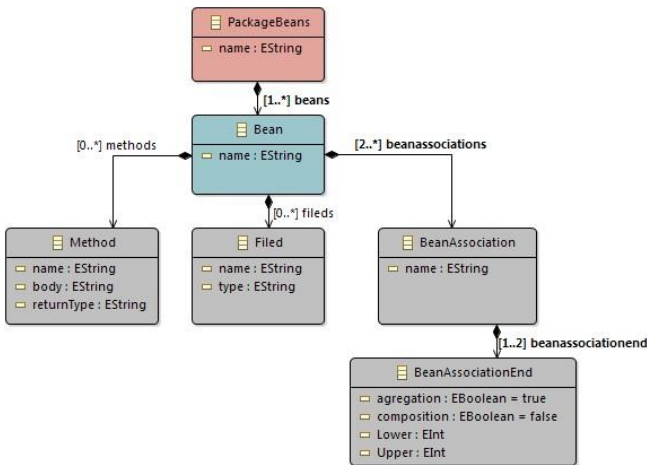 PackageBeans
name : EString
[1..*] beans
Bean
name : EString
[0..*] methods
[2..*] beanassociations
[0..*] fileds
Method
name : EString
body : EString
returnType : EString
Filed
name : EString
type : EString
BeanAssociation
name : EString
[1..2] beanassociationend
BeanAssociationEnd
agregation : EBoolean = true
composition : EBoolean = false
Lower : EInt
Upper : EInt